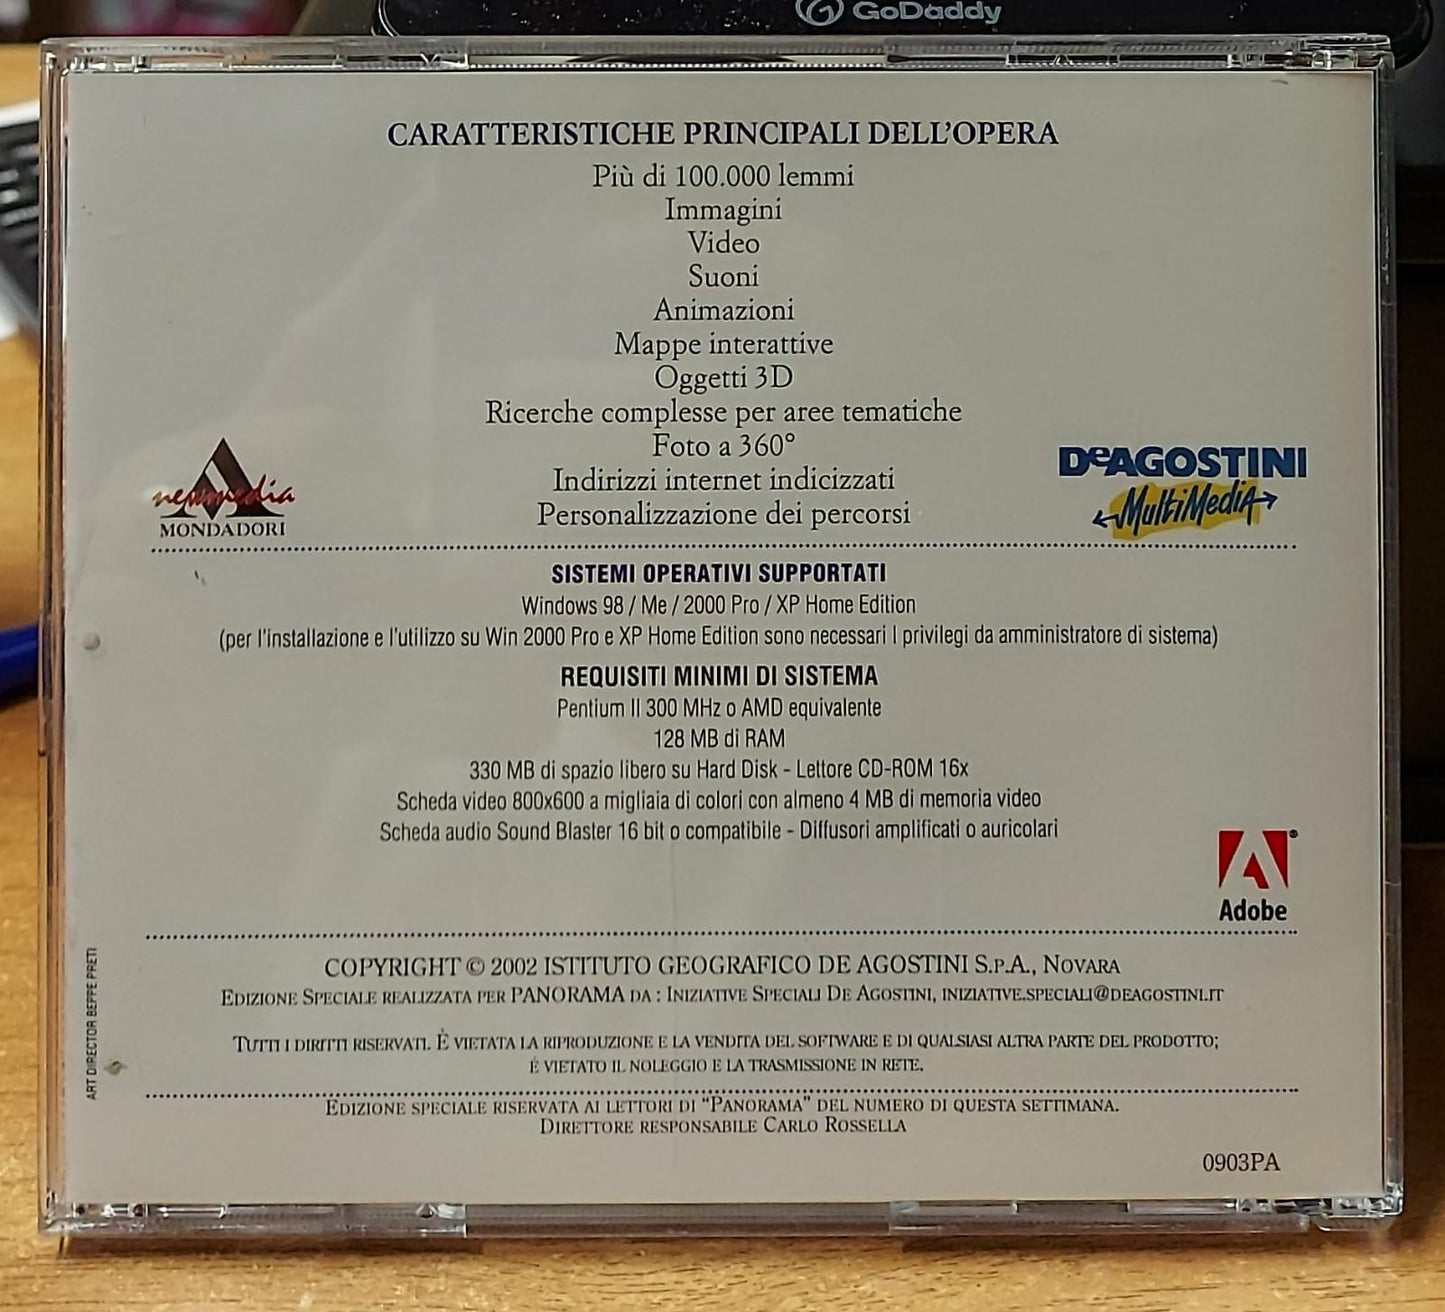 GoDaddy
CARATTERISTICHE PRINCIPALI DELL'OPERA
Più di 100.000 lemmi
Immagini
Video
Suoni
Animazioni
Mappe interattive
Oggetti 3D
Ricerche complesse per aree tematiche
Foto a 360°
Indirizzi internet indicizzati
Personalizzazione dei percorsi
newmedia
MONDADORI
DeAGOSTINI
MultiMediA
SISTEMI OPERATIVI SUPPORTATI
Windows 98 / Me / 2000 Pro / XP Home Edition
(per l'installazione e l'utilizzo su Win 2000 Pro e XP Home Edition sono necessari I privilegi da amministratore di sistema)
REQUISITI MINIMI DI SISTEMA
Pentium II 300 MHz o AMD equivalente
128 MB di RAM
330 MB di spazio libero su Hard Disk - Lettore CD-ROM 16x
Scheda video 800x600 a migliaia di colori con almeno 4 MB di memoria video
Scheda audio Sound Blaster 16 bit o compatibile - Diffusori amplificati o auricolari
Adobe®
COPYRIGHT © 2002 ISTITUTO GEOGRAFICO DE AGOSTINI S.P.A., NOVARA
EDIZIONE SPECIALE REALIZZATA PER PANORAMA DA : INIZIATIVE SPECIALI DE AGOSTINI, INIZIATIVE.SPECIALI@DEAGOSTINI.IT
TUTTI I DIRITTI RISERVATI. È VIETATA LA RIPRODUZIONE E LA VENDITA DEL SOFTWARE E DI QUALSIASI ALTRA PARTE DEL PRODOTTO;
È VIETATO IL NOLEGGIO E LA TRASMISSIONE IN RETE.
EDIZIONE SPECIALE RISERVATA AI LETTORI DI "PANORAMA" DEL NUMERO DI QUESTA SETTIMANA.
DIRETTORE RESPONSABILE CARLO ROSSELLA
0903PA
ART DIRECTOR BEPPE PRETI